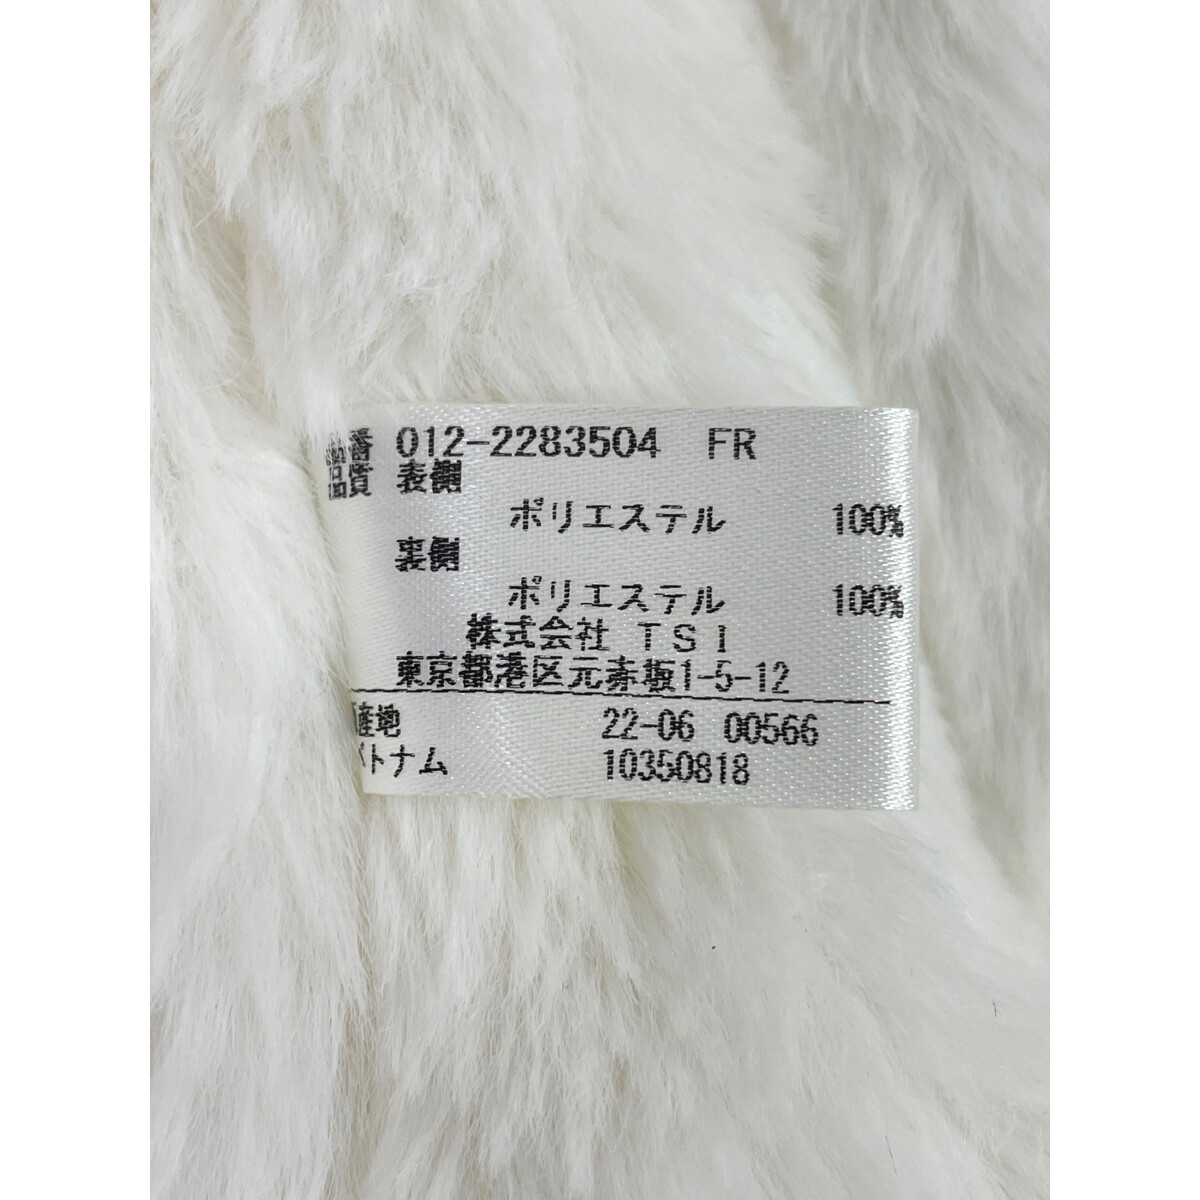 品番 012-2283504 FR
品質 表側
ポリエステル 100%
裏側
ポリエステル 100%
株式会社 TSI
東京都港区元赤坂1-5-12
産地 22-06 00566
ベトナム 10350818